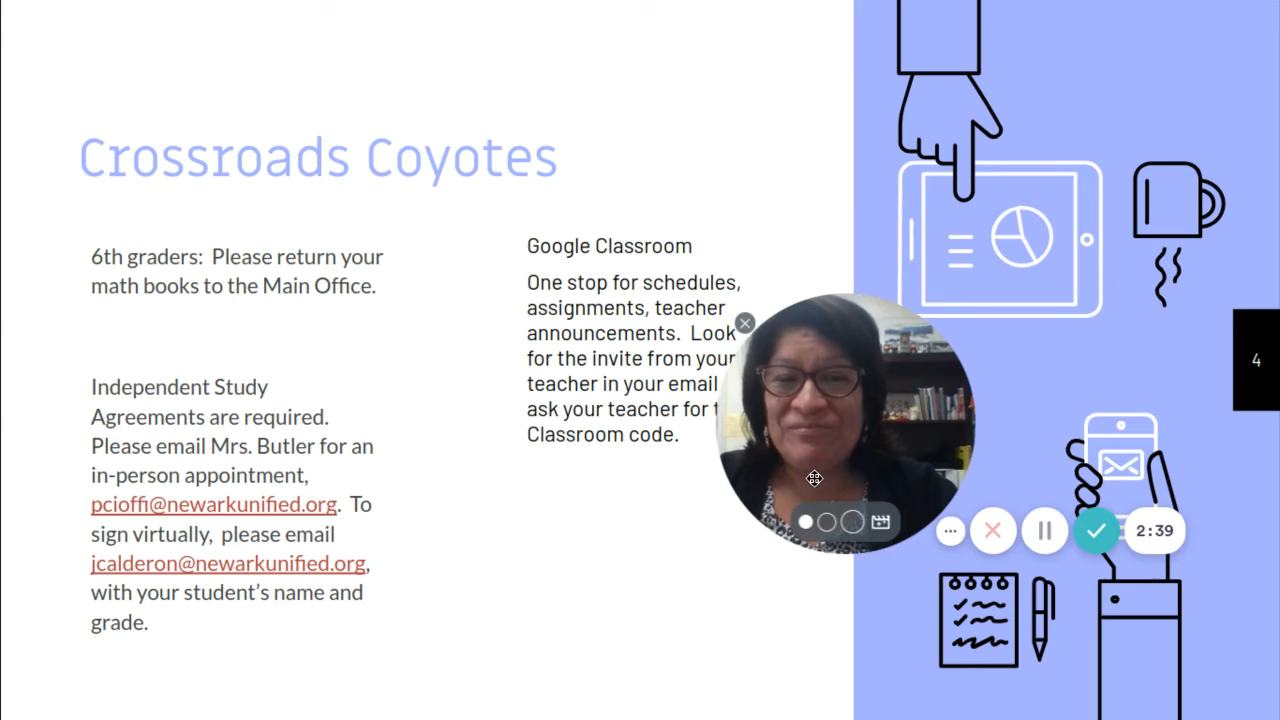 Crossroads Coyotes
6th graders:  Please return your
math books to the Main Office.
Independent Study
Agreements are required.
Please email Mrs. Butler for an
in-person appointment,
pcioffi@newarkunified.org.  To
sign virtually,  please email
jcalderon@newarkunified.org,
with your student’s name and
grade.
Google Classroom
One stop for schedules,
assignments, teacher
announcements.  Look
for the invite from your
teacher in your email
ask your teacher for
Classroom code.
4
2:39